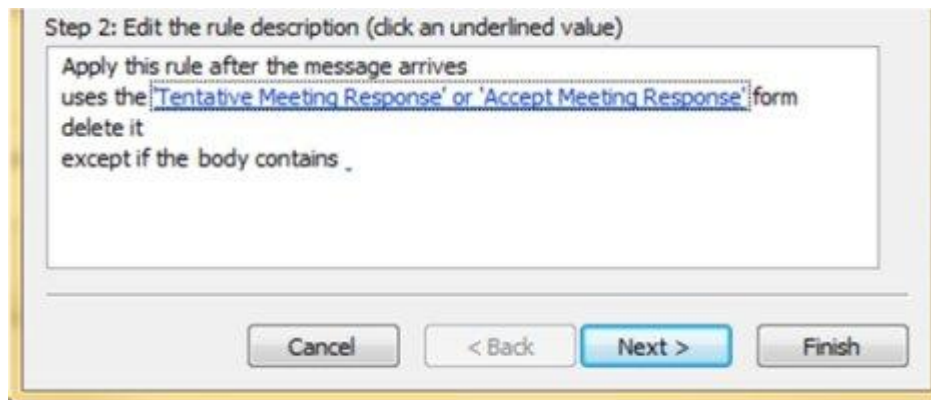 Step 2: Edit the rule description (click an underlined value)
Apply this rule after the message arrives
uses the 'Tentative Meeting Response' or 'Accept Meeting Response' form
delete it
except if the body contains .
Cancel
< Back
Next >
Finish